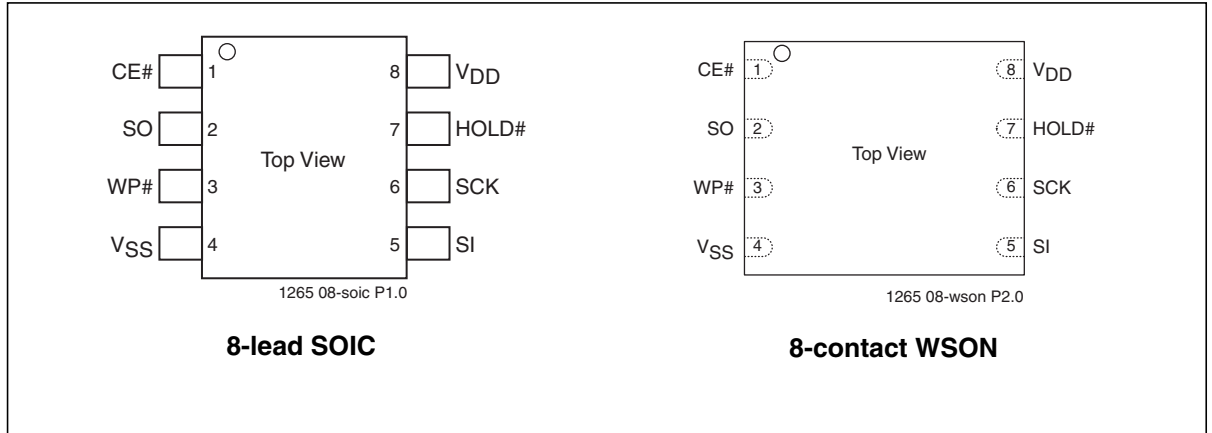 CE# 1 8 VDD
SO 2 7 HOLD#
Top View
WP# 3 6 SCK
VSS 4 5 SI
1265 08-soic P1.0
8-lead SOIC
CE# 1 8 VDD
SO 2 7 HOLD#
Top View
WP# 3 6 SCK
VSS 4 5 SI
1265 08-wson P2.0
8-contact WSON